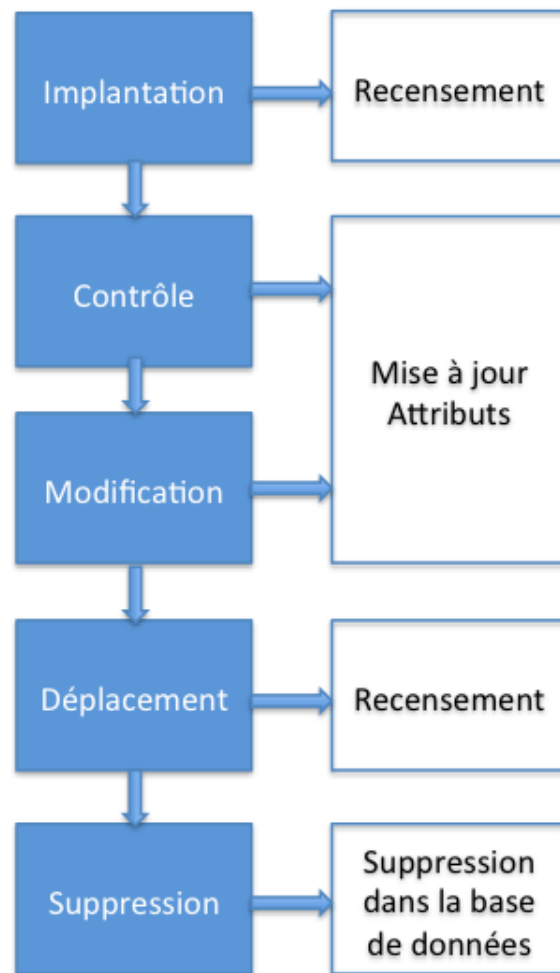 Implantation
Recensement
Contrôle
Mise à jour
Attributs
Modification
Déplacement
Recensement
Suppression
Suppression
dans la base
de données